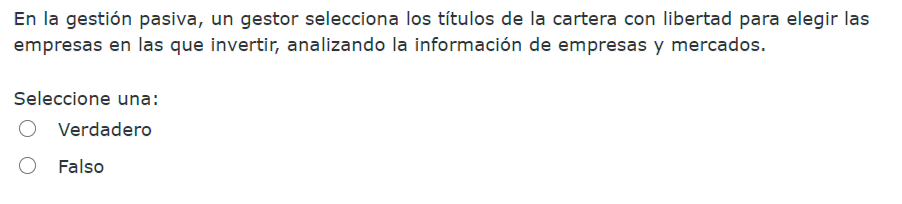 En la gestión pasiva, un gestor selecciona los títulos de la cartera con libertad para elegir las
empresas en las que invertir, analizando la información de empresas y mercados.
Seleccione una:
Verdadero
Falso